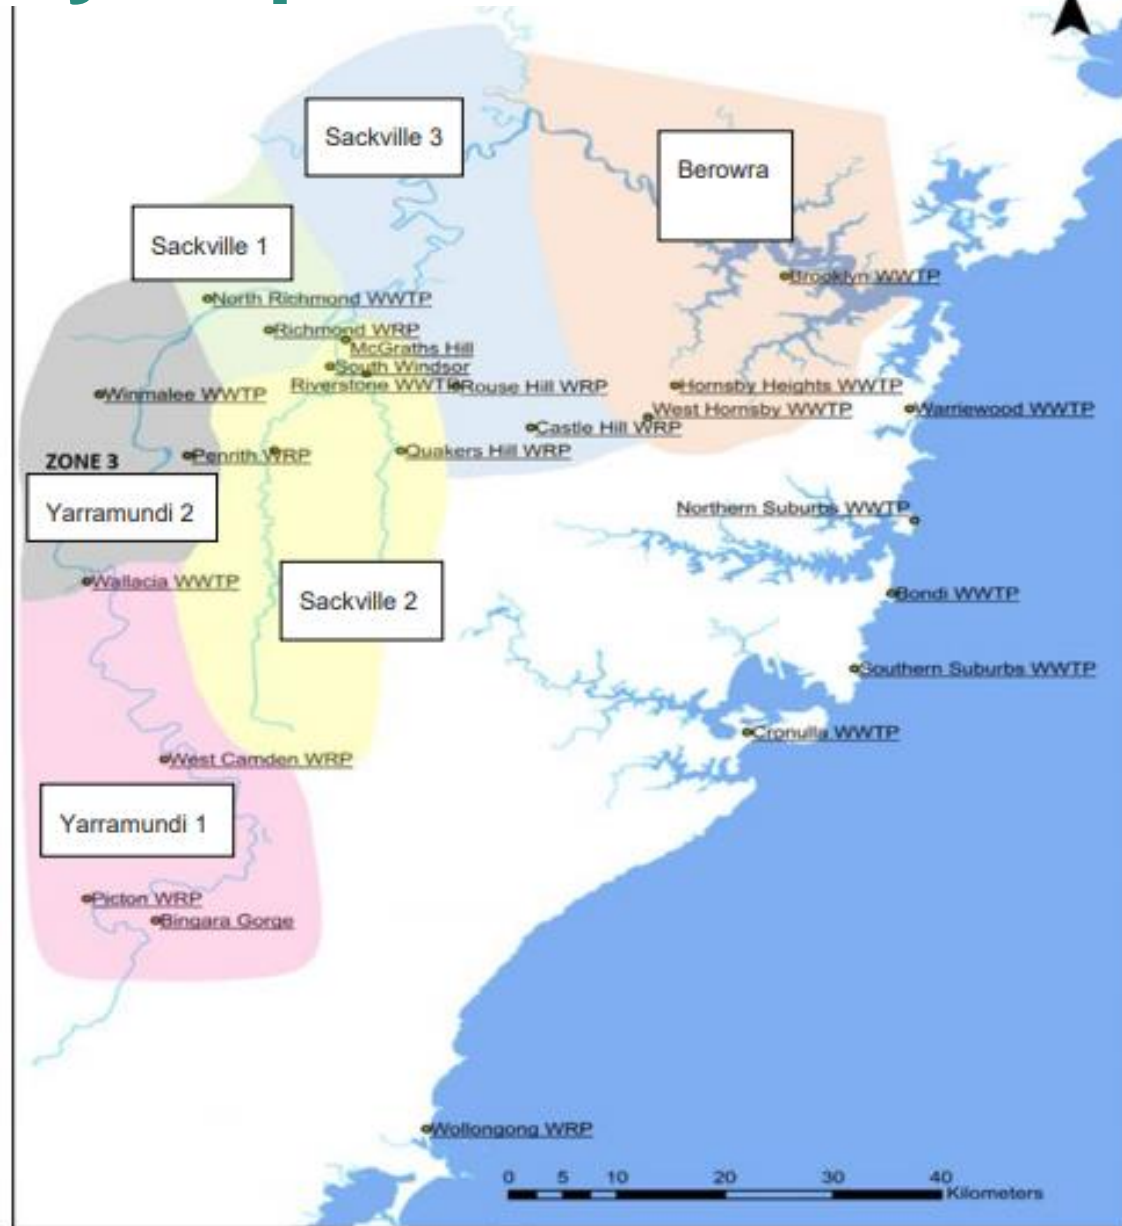 Sackville 3
Berowra
Sackville 1
Brooklyn WWTP
North Richmond WWTP
Richmond WRP
McGraths Hill
South Windsor
Riverstone WWTP
Rouse Hill WRP
Hornsby Heights WWTP
Winmalee WWTP
West Hornsby WWTP
Warriewood WWTP
Castle Hill WRP
Quakers Hill WRP
Penrith WRP
ZONE 3
Yarramundi 2
Northern Suburbs WWTP
Wallacia WWTP
Bondi WWTP
Sackville 2
Southern Suburbs WWTP
Cronulla WWTP
West Camden WRP
Yarramundi 1
Picton WRP
Bingara Gorge
Wollongong WRP
0 5 10 20 30 40
Kilometers